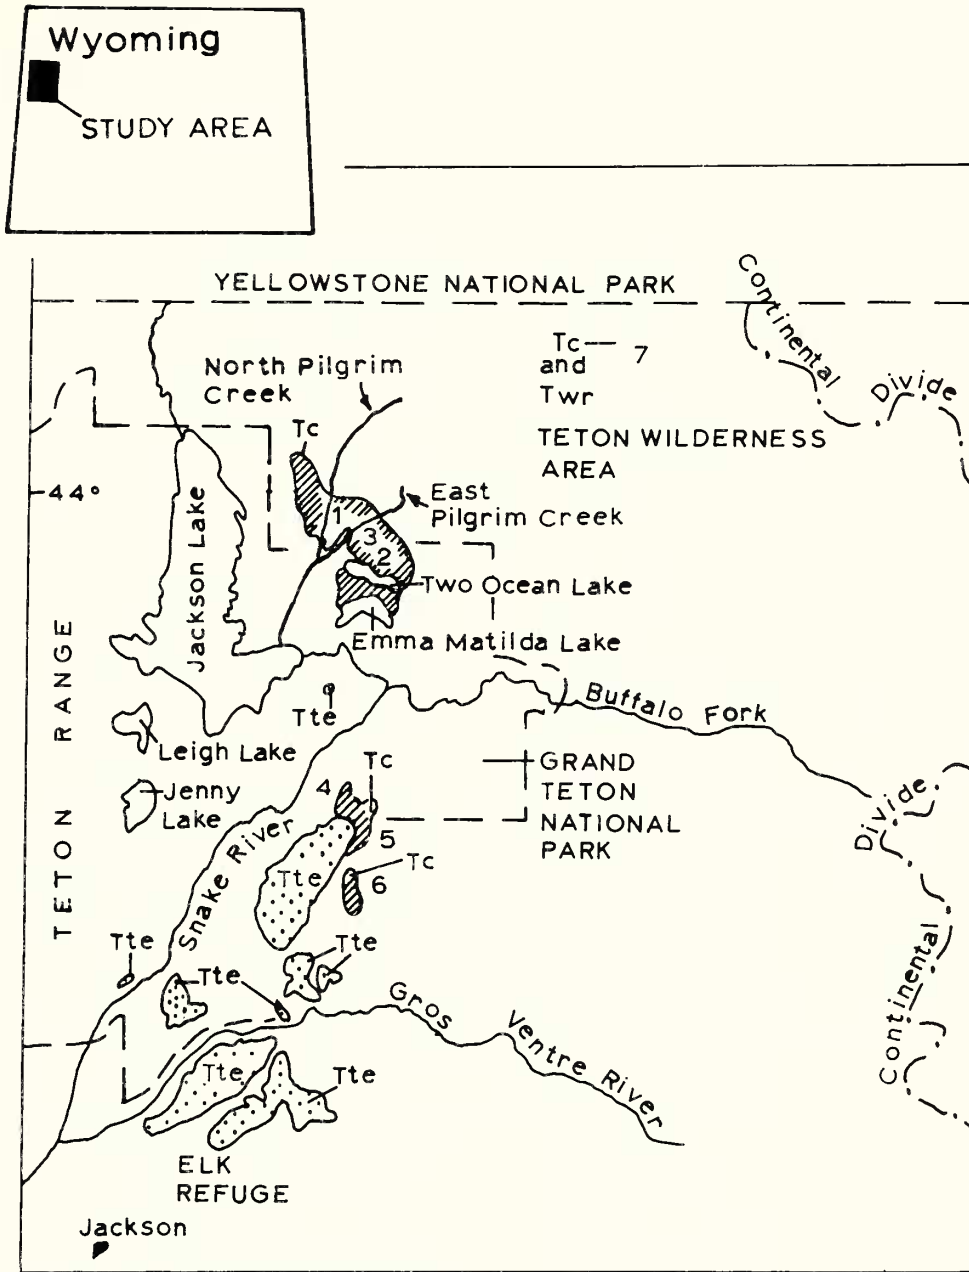 Wyoming
STUDY AREA
YELLOWSTONE NATIONAL PARK
Continental
Divide
Tc
and
Twr
7
North Pilgrim
Creek
Tc
TETON WILDERNESS
AREA
44°
East
Pilgrim Creek
1
3
2
Jackson Lake
Two Ocean Lake
Emma Matilda Lake
TETON RANGE
Tte
Buffalo Fork
Leigh Lake
Jenny
Lake
Tc
4
GRAND
TETON
NATIONAL
PARK
5
Snake River
Tte
Tc
6
Divide
Continental
Tte
Tte
Tte
Gros Ventre River
Tte
Tte
ELK
REFUGE
Jackson